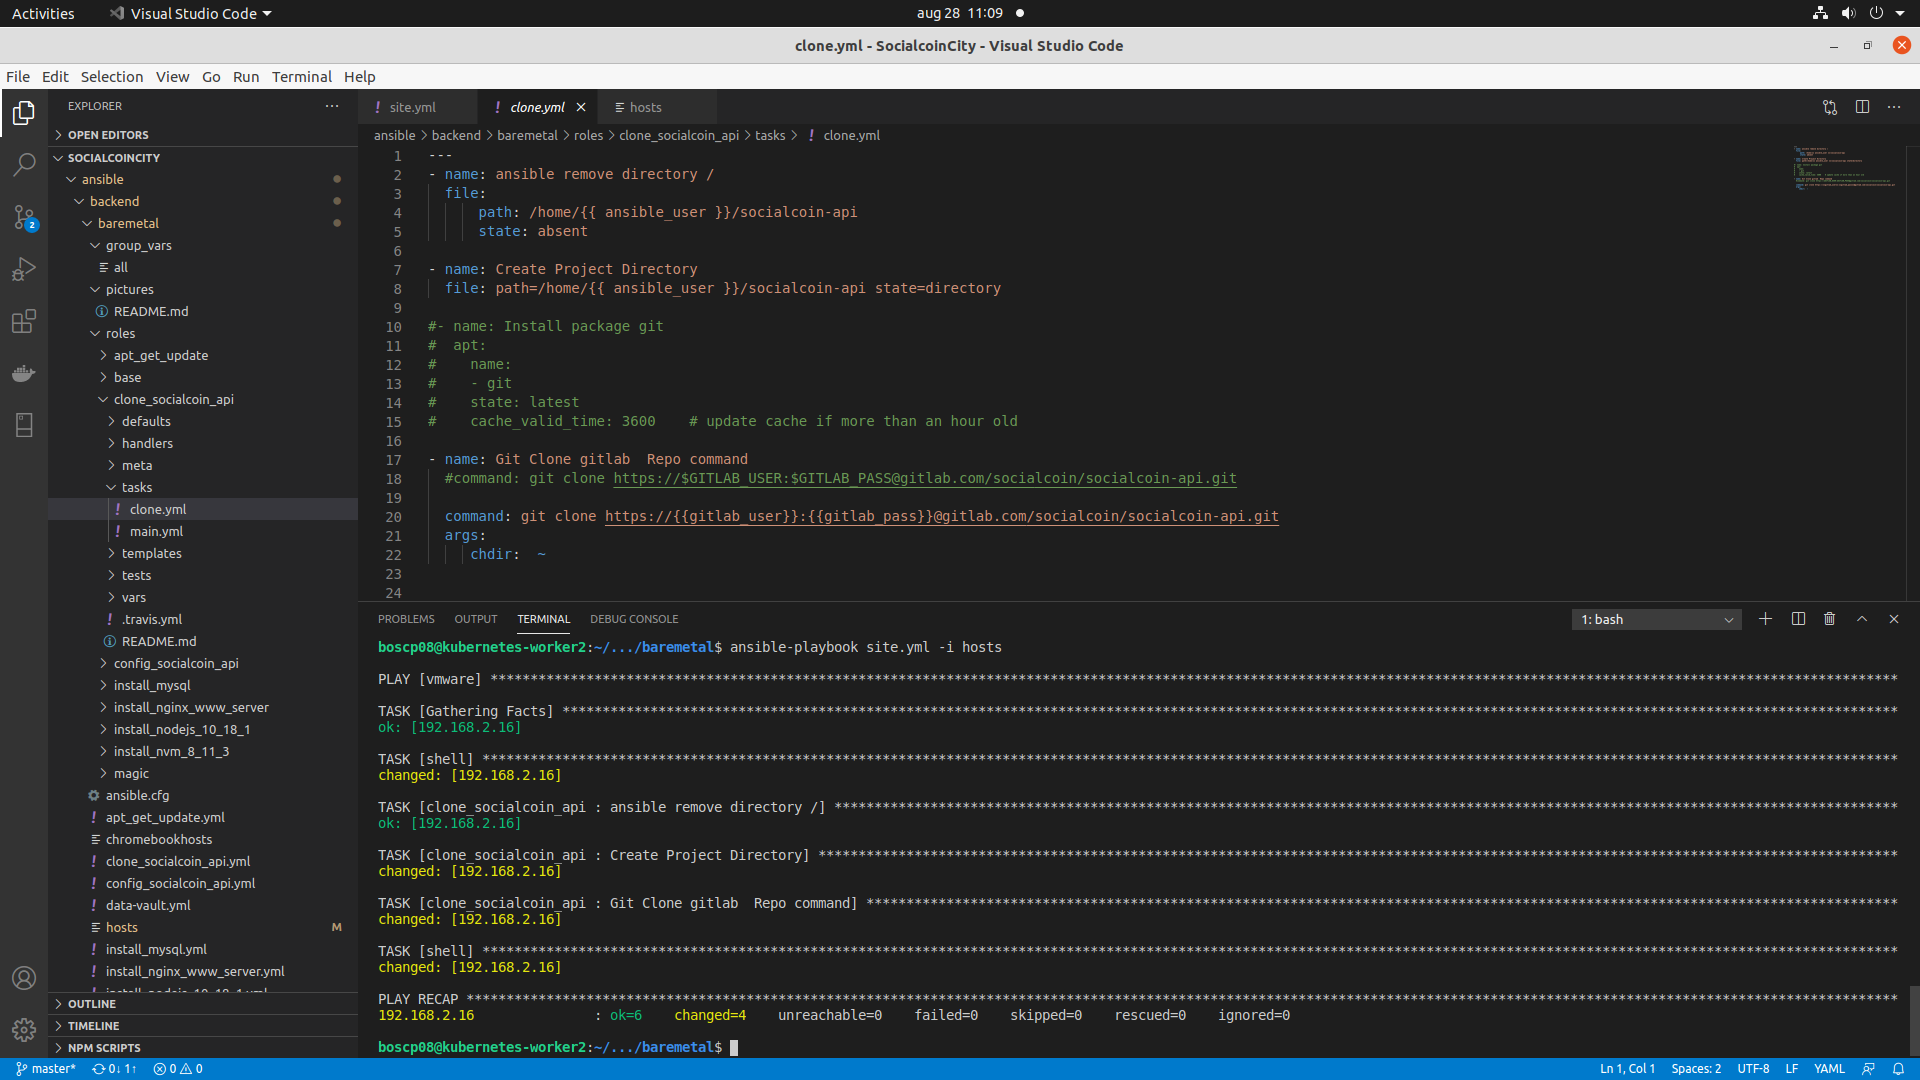 Activities
Visual Studio Code
aug 28 11:09
clone.yml - SocialcoinCity - Visual Studio Code
File Edit Selection View Go Run Terminal Help
EXPLORER
OPEN EDITORS
SOCIALCOINCITY
ansible
backend
baremetal
group_vars
all
pictures
README.md
roles
apt_get_update
base
clone_socialcoin_api
defaults
handlers
meta
tasks
clone.yml
main.yml
templates
tests
vars
.travis.yml
README.md
config_socialcoin_api
install_mysql
install_nginx_www_server
install_nodejs_10_18_1
install_nvm_8_11_3
magic
ansible.cfg
apt_get_update.yml
chromebookhosts
clone_socialcoin_api.yml
config_socialcoin_api.yml
data-vault.yml
hosts M
install_mysql.yml
install_nginx_www_server.yml
OUTLINE
TIMELINE
NPM SCRIPTS
2
! site.yml
! clone.yml
hosts
ansible > backend > baremetal > roles > clone_socialcoin_api > tasks > ! clone.yml
1 ---
2 - name: ansible remove directory /
3 file:
4 path: /home/{{ ansible_user }}/socialcoin-api
5 state: absent
6
7 - name: Create Project Directory
8 file: path=/home/{{ ansible_user }}/socialcoin-api state=directory
9
10 #- name: Install package git
11 # apt:
12 # name:
13 # - git
14 # state: latest
15 # cache_valid_time: 3600 # update cache if more than an hour old
16
17 - name: Git Clone gitlab Repo command
18 #command: git clone https://$GITLAB_USER:$GITLAB_PASS@gitlab.com/socialcoin/socialcoin-api.git
19
20 command: git clone https://{{gitlab_user}}:{{gitlab_pass}}@gitlab.com/socialcoin/socialcoin-api.git
21 args:
22 chdir: ~
23
24
PROBLEMS OUTPUT TERMINAL DEBUG CONSOLE
1: bash
boscp08@kubernetes-worker2:~/.../baremetal$ ansible-playbook site.yml -i hosts
PLAY [vmware] ****
TASK [Gathering Facts] ****
ok: [192.168.2.16]
TASK [shell] ****
changed: [192.168.2.16]
TASK [clone_socialcoin_api : ansible remove directory /] ****
ok: [192.168.2.16]
TASK [clone_socialcoin_api : Create Project Directory] ****
changed: [192.168.2.16]
TASK [clone_socialcoin_api : Git Clone gitlab Repo command] ****
changed: [192.168.2.16]
TASK [shell] ****
changed: [192.168.2.16]
PLAY RECAP ****
192.168.2.16 : ok=6 changed=4 unreachable=0 failed=0 skipped=0 rescued=0 ignored=0
boscp08@kubernetes-worker2:~/.../baremetal$
master* 0↓ 1↑ 0 0
Ln 1, Col 1 Spaces: 2 UTF-8 LF YAML